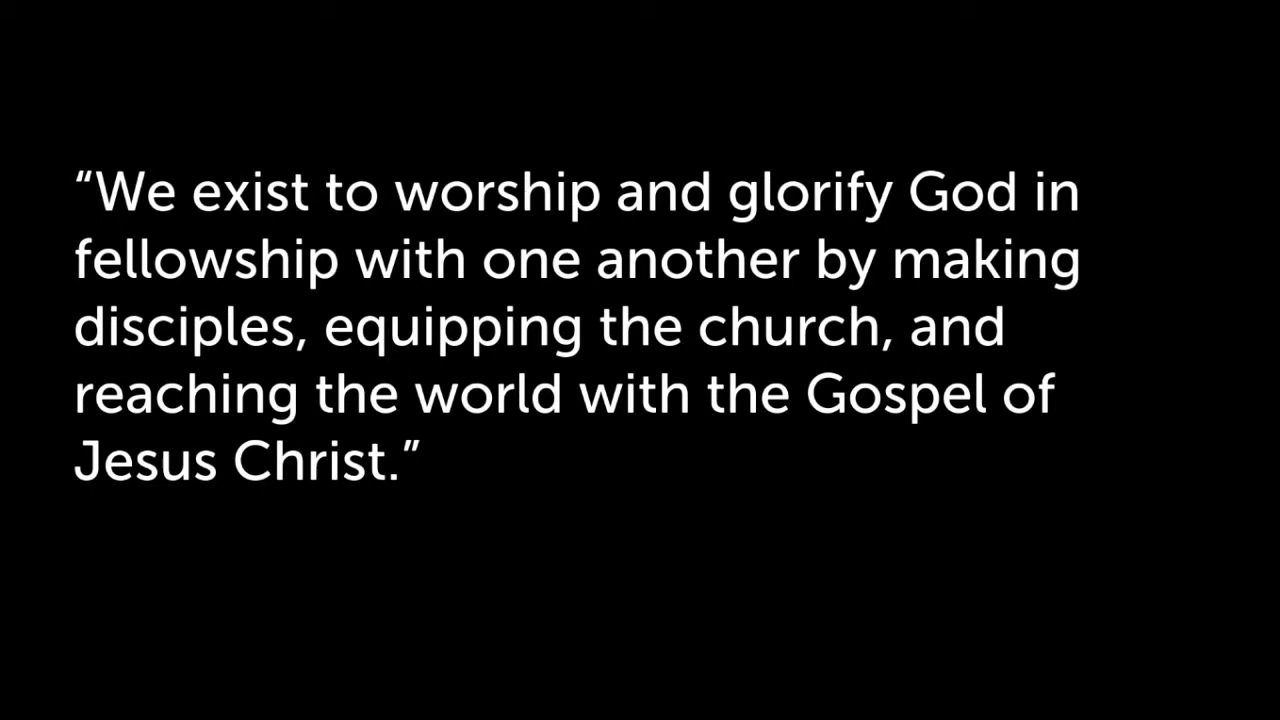 “We exist to worship and glorify God in
fellowship with one another by making
disciples, equipping the church, and
reaching the world with the Gospel of
Jesus Christ.”